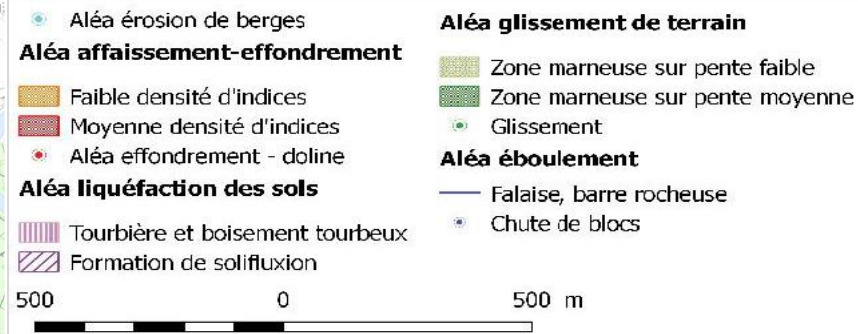 Aléa érosion de berges
Aléa affaissement-effondrement
Faible densité d'indices
Moyenne densité d'indices
Aléa effondrement - doline
Aléa liquéfaction des sols
Tourbière et boisement tourbeux
Formation de solifluxion
Aléa glissement de terrain
Zone marneuse sur pente faible
Zone marneuse sur pente moyenne
Glissement
Aléa éboulement
Falaise, barre rocheuse
Chute de blocs
500 0 500 m